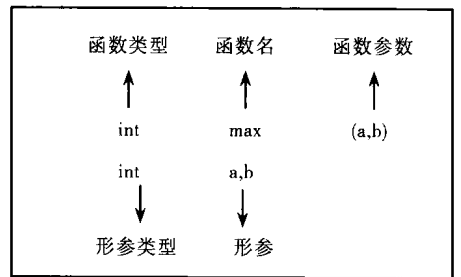 函数类型 函数名 函数参数
int max (a,b)
int a,b
形参类型 形参